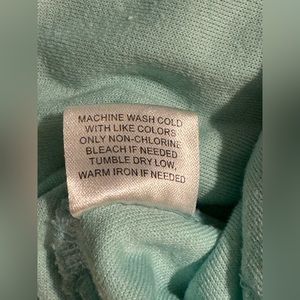 MACHINE WASH COLD
WITH LIKE COLORS
ONLY NON-CHLORINE
BLEACH IF NEEDED
TUMBLE DRY LOW,
WARM IRON IF NEEDED